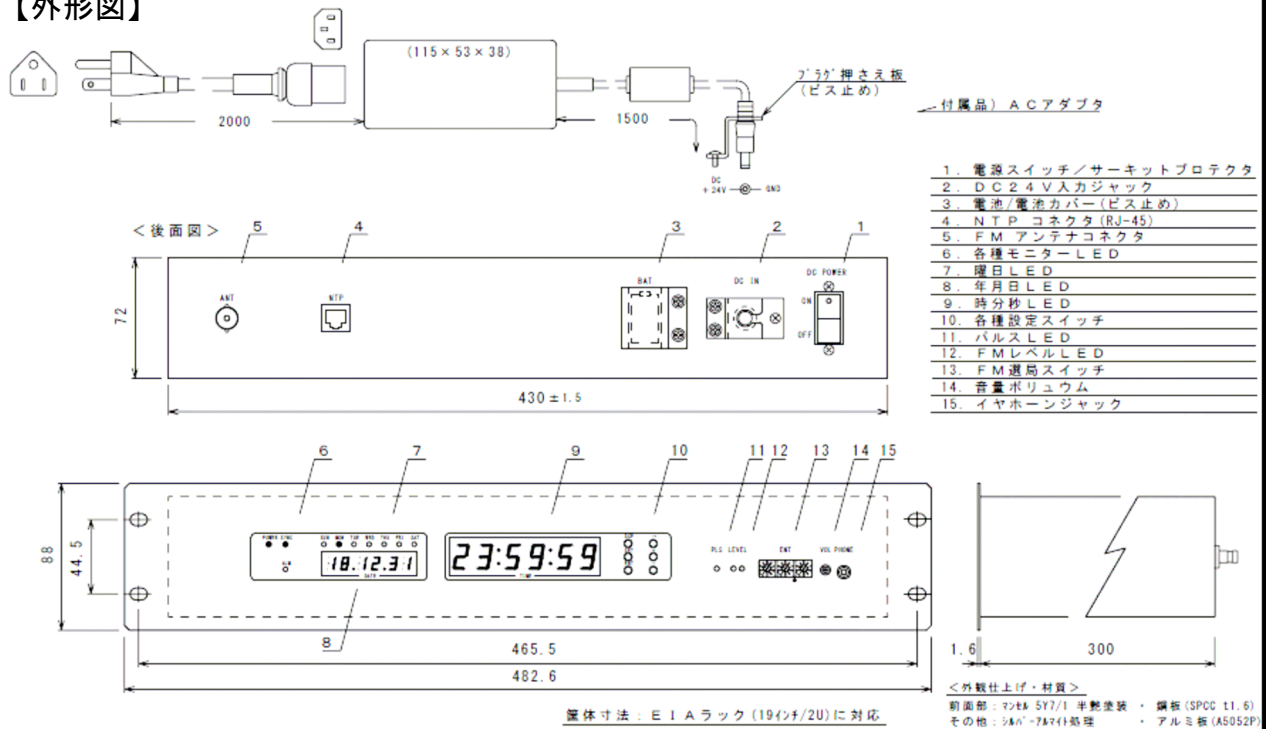 【外形図】
(115×53×38)
プラグ押さえ板
(ビス止め)
付属品) ACアダプタ
2000
1500
DC
+24V
GND
1. 電源スイッチ/サーキットプロテクタ
2. DC24V入力ジャック
3. 電池/電池カバー(ビス止め)
4. NTP コネクタ(RJ-45)
5. FM アンテナコネクタ
6. 各種モニターLED
7. 曜日LED
8. 年月日LED
9. 時分秒LED
10. 各種設定スイッチ
11. パルスLED
12. FMレベルLED
13. FM選局スイッチ
14. 音量ボリュウム
15. イヤホーンジャック
<後面図>
5 4 3 2 1
ANT
NTP
BAT
DC IN
DC POWER
ON
OFF
72
430±1.5
6 7 9 10 11 12 13 14 15
POWER SYNC
SUN MON TUE WED THU FRI SAT
18.12.31
DATE
23:59:59
TIME
PLS LEVEL
ENT
VOL PHONE
88
44.5
8
465.5
482.6
1.6
300
筐体寸法:EIAラック(19インチ/2U)に対応
<外観仕上げ・材質>
前面部:マンセル 5Y7/1 半艶塗装 ・ 鋼板(SPCC t1.6)
その他:シルバーアルマイト処理 ・ アルミ板(A5052P)